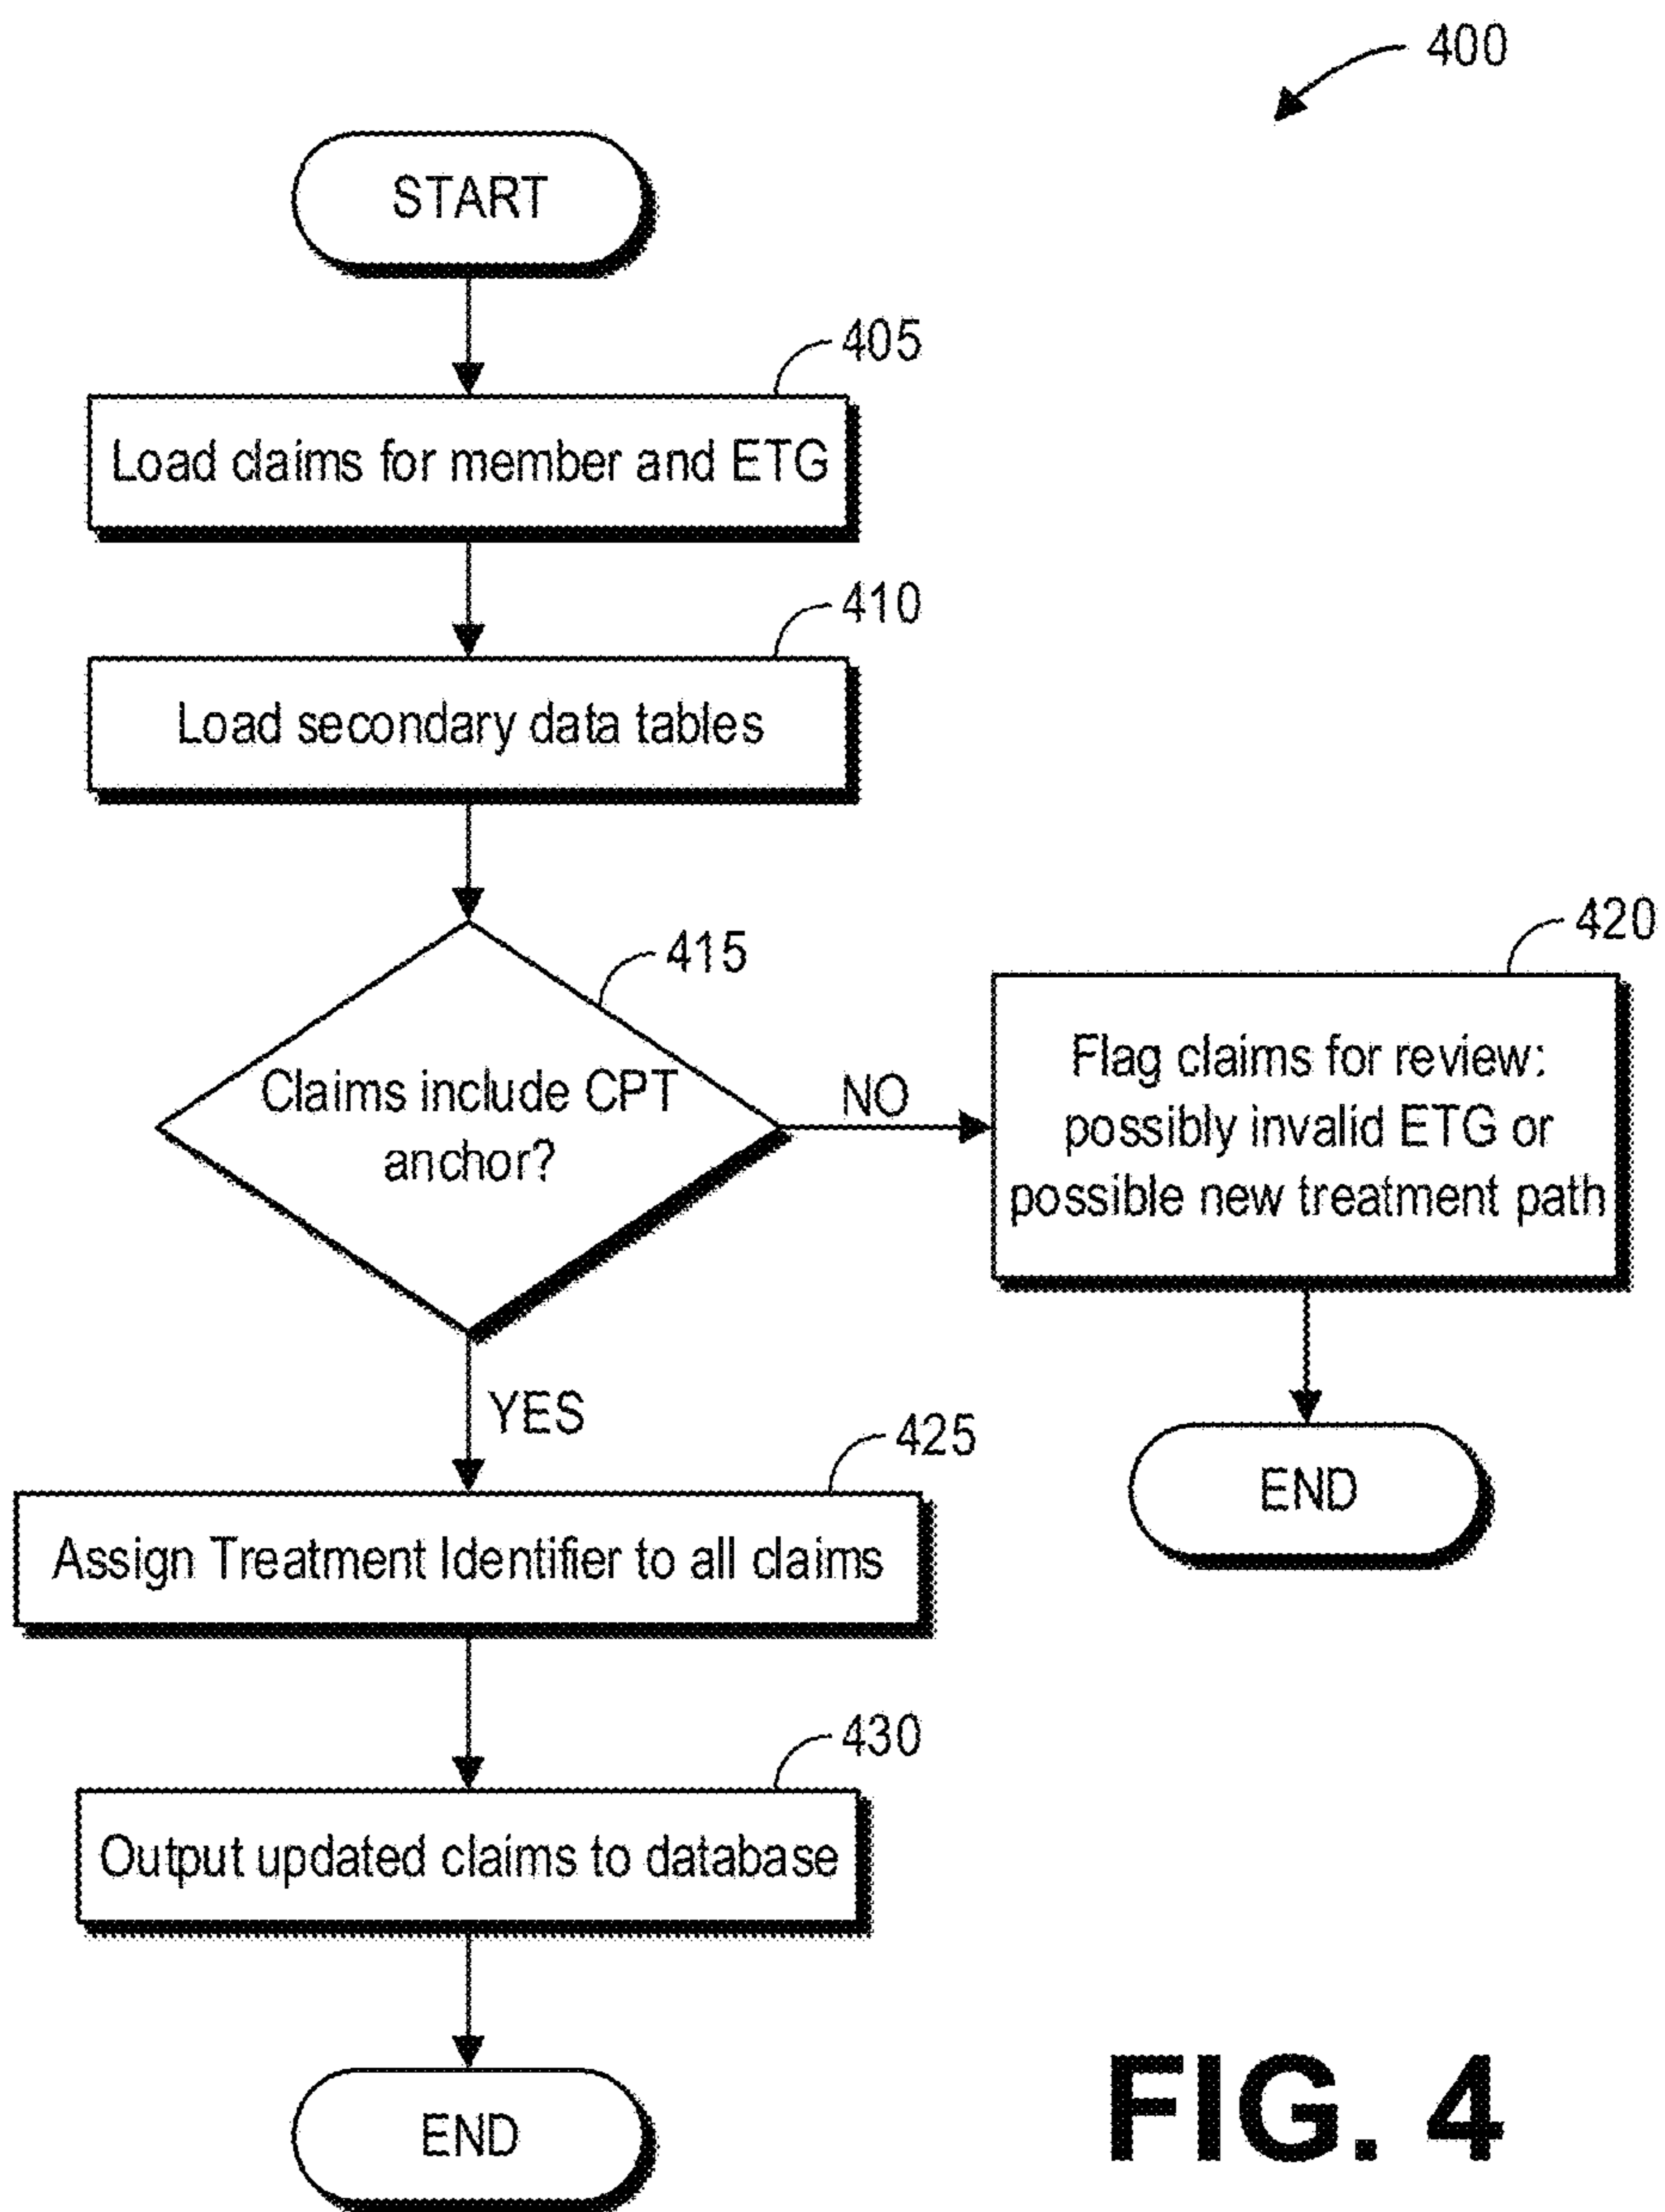 400
START
405
Load claims for member and ETG
410
Load secondary data tables
415
Claims include CPT
anchor?
NO
420
Flag claims for review:
possibly invalid ETG or
possible new treatment path
END
YES
425
Assign Treatment Identifier to all claims
430
Output updated claims to database
END
FIG. 4